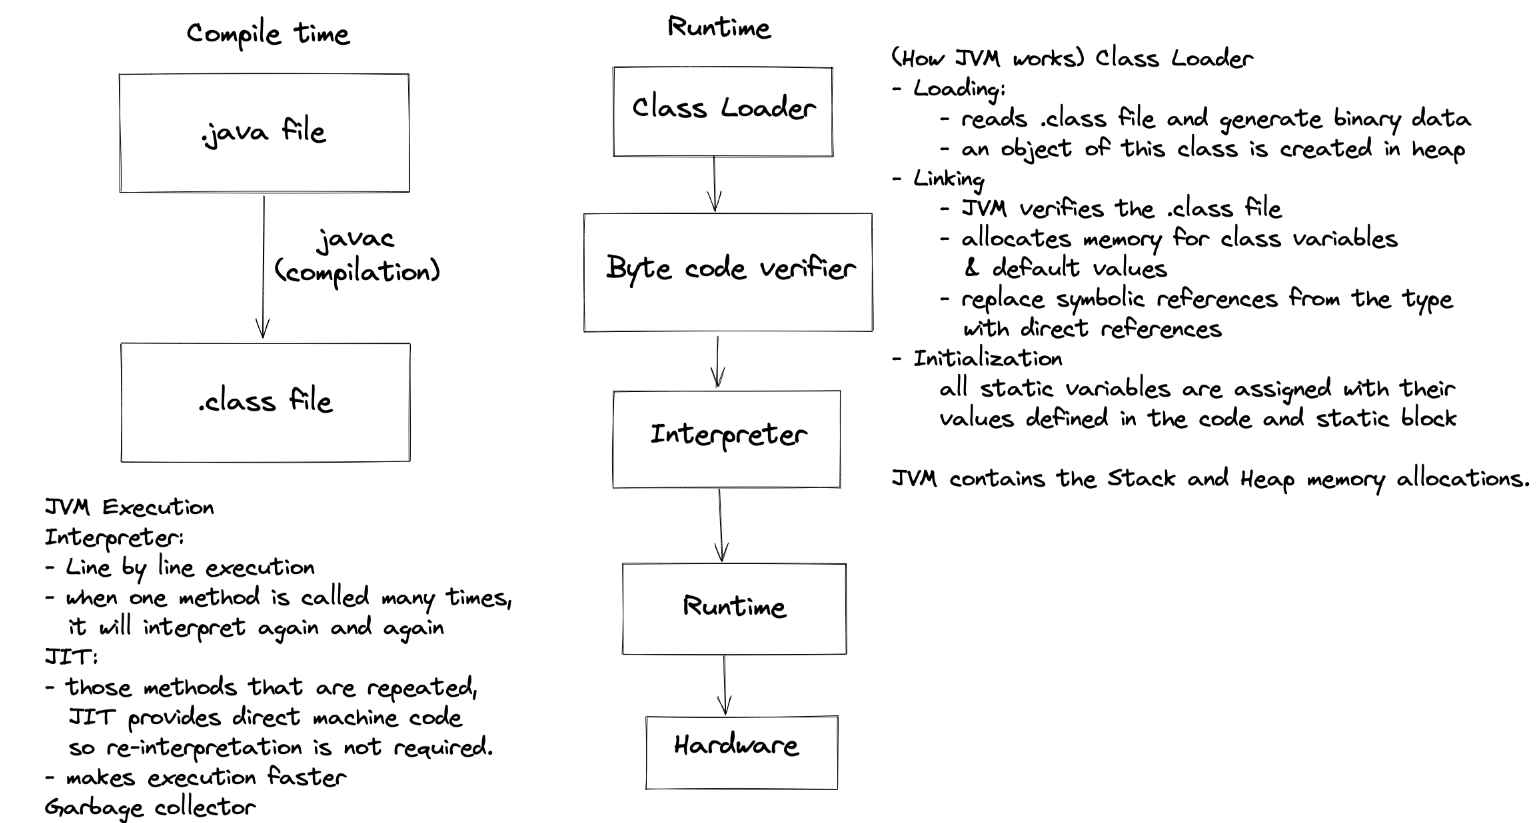 Compile time
.java file
javac
(compilation)
.class file
JVM Execution
Interpreter:
- Line by line execution
- when one method is called many times,
it will interpret again and again
JIT:
- those methods that are repeated,
JIT provides direct machine code
so re-interpretation is not required.
- makes execution faster
Garbage collector
Runtime
Class Loader
Byte code verifier
Interpreter
Runtime
Hardware
(How JVM works) Class Loader
- Loading:
- reads .class file and generate binary data
- an object of this class is created in heap
- Linking
- JVM verifies the .class file
- allocates memory for class variables
& default values
- replace symbolic references from the type
with direct references
- Initialization
all static variables are assigned with their
values defined in the code and static block
JVM contains the Stack and Heap memory allocations.